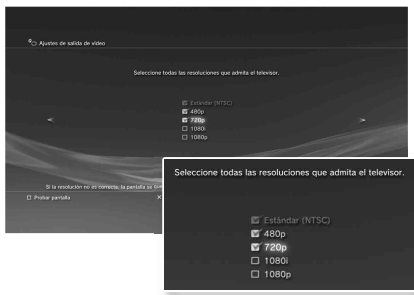 Ajustes de salida de vídeo
Seleccione todas las resoluciones que admita el televisor.
Estándar (NTSC)
480p
720p
1080i
1080p
Si la resolución no es correcta, la pantalla se
Probar pantalla
Seleccione todas las resoluciones que admita el televisor.
Estándar (NTSC)
480p
720p
1080i
1080p